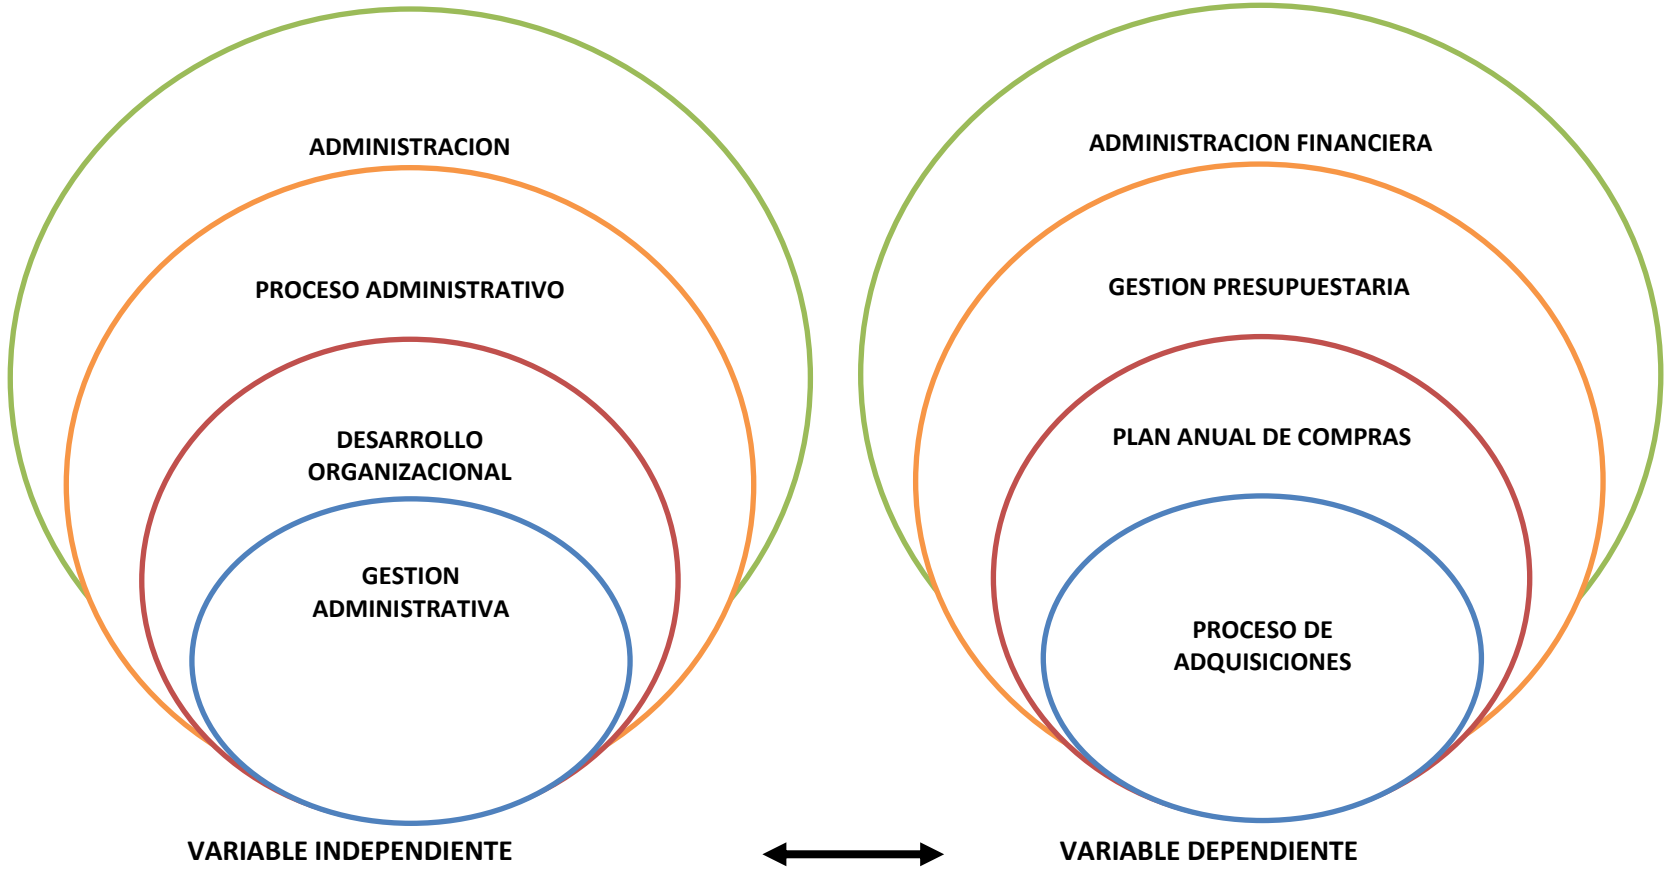 ADMINISTRACION
PROCESO ADMINISTRATIVO
DESARROLLO
ORGANIZACIONAL
GESTION
ADMINISTRATIVA
VARIABLE INDEPENDIENTE
ADMINISTRACION FINANCIERA
GESTION PRESUPUESTARIA
PLAN ANUAL DE COMPRAS
PROCESO DE
ADQUISICIONES
VARIABLE DEPENDIENTE